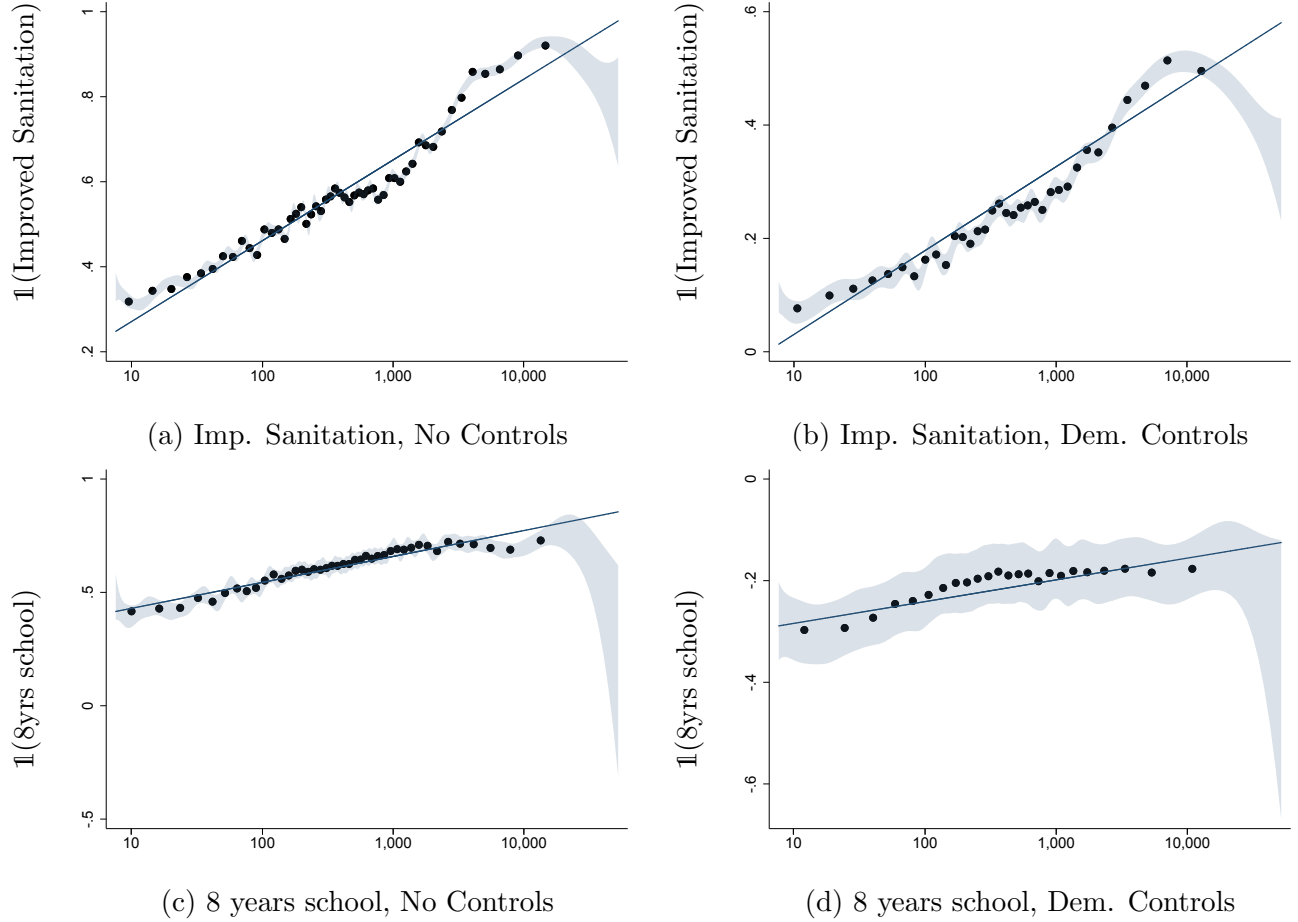 𝟙(Improved Sanitation)
1
.8
.6
.4
.2
10 100 1,000 10,000
(a) Imp. Sanitation, No Controls
𝟙(Improved Sanitation)
.6
.4
.2
0
10 100 1,000 10,000
(b) Imp. Sanitation, Dem. Controls
𝟙(8yrs school)
1
.5
0
-.5
10 100 1,000 10,000
(c) 8 years school, No Controls
𝟙(8yrs school)
0
-.2
-.4
-.6
10 100 1,000 10,000
(d) 8 years school, Dem. Controls